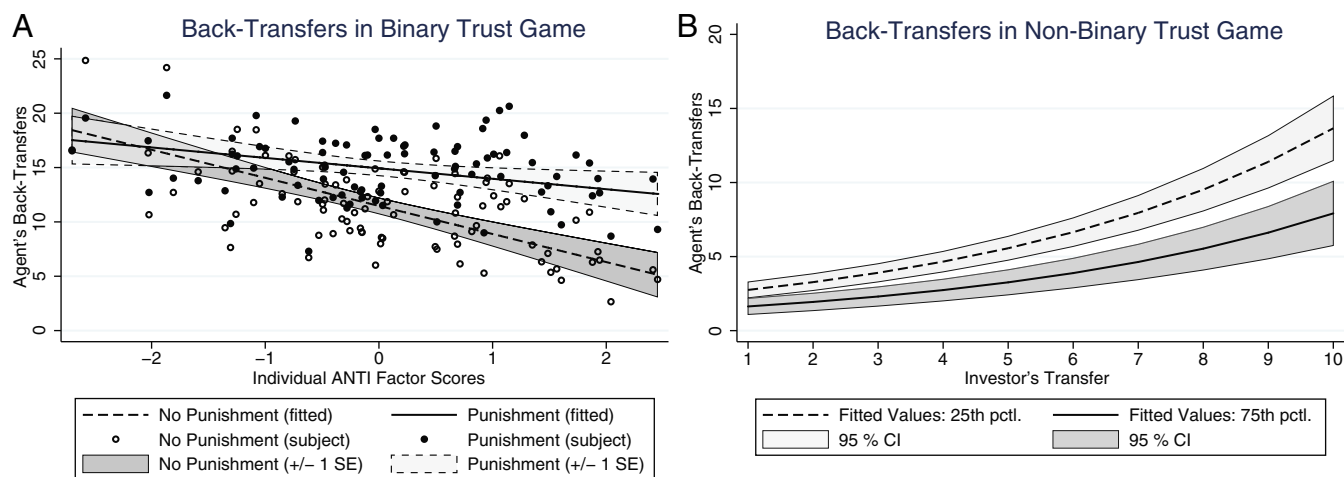 A
Back-Transfers in Binary Trust Game
Agent's Back-Transfers
25
20
15
10
5
0
−2
−1
0
1
2
Individual ANTI Factor Scores
No Punishment (fitted)
Punishment (fitted)
No Punishment (subject)
Punishment (subject)
No Punishment (+/− 1 SE)
Punishment (+/− 1 SE)
B
Back-Transfers in Non-Binary Trust Game
Agent's Back-Transfers
20
15
10
5
0
1
2
3
4
5
6
7
8
9
10
Investor's Transfer
Fitted Values: 25th pctl.
Fitted Values: 75th pctl.
95 % CI
95 % CI